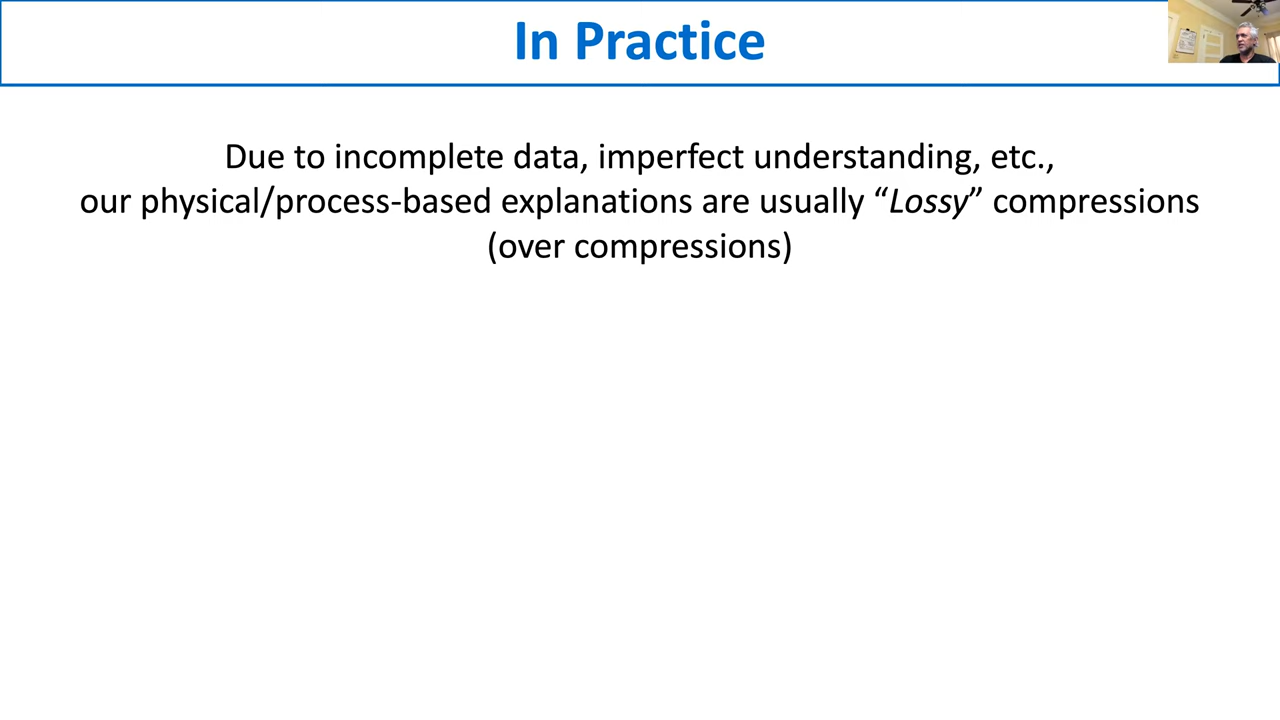 In Practice
Due to incomplete data, imperfect understanding, etc.,
our physical/process-based explanations are usually “Lossy” compressions
(over compressions)